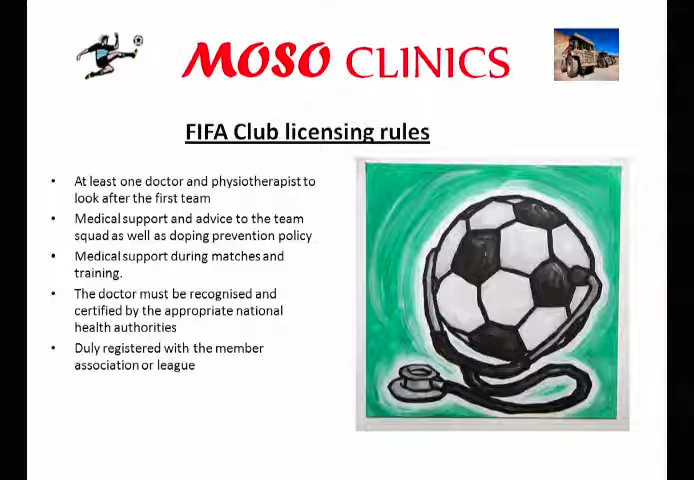 MOSO CLINICS
FIFA Club licensing rules
• At least one doctor and physiotherapist to
look after the first team
• Medical support and advice to the team
squad as well as doping prevention policy
• Medical support during matches and
training.
• The doctor must be recognised and
certified by the appropriate national
health authorities
• Duly registered with the member
association or league